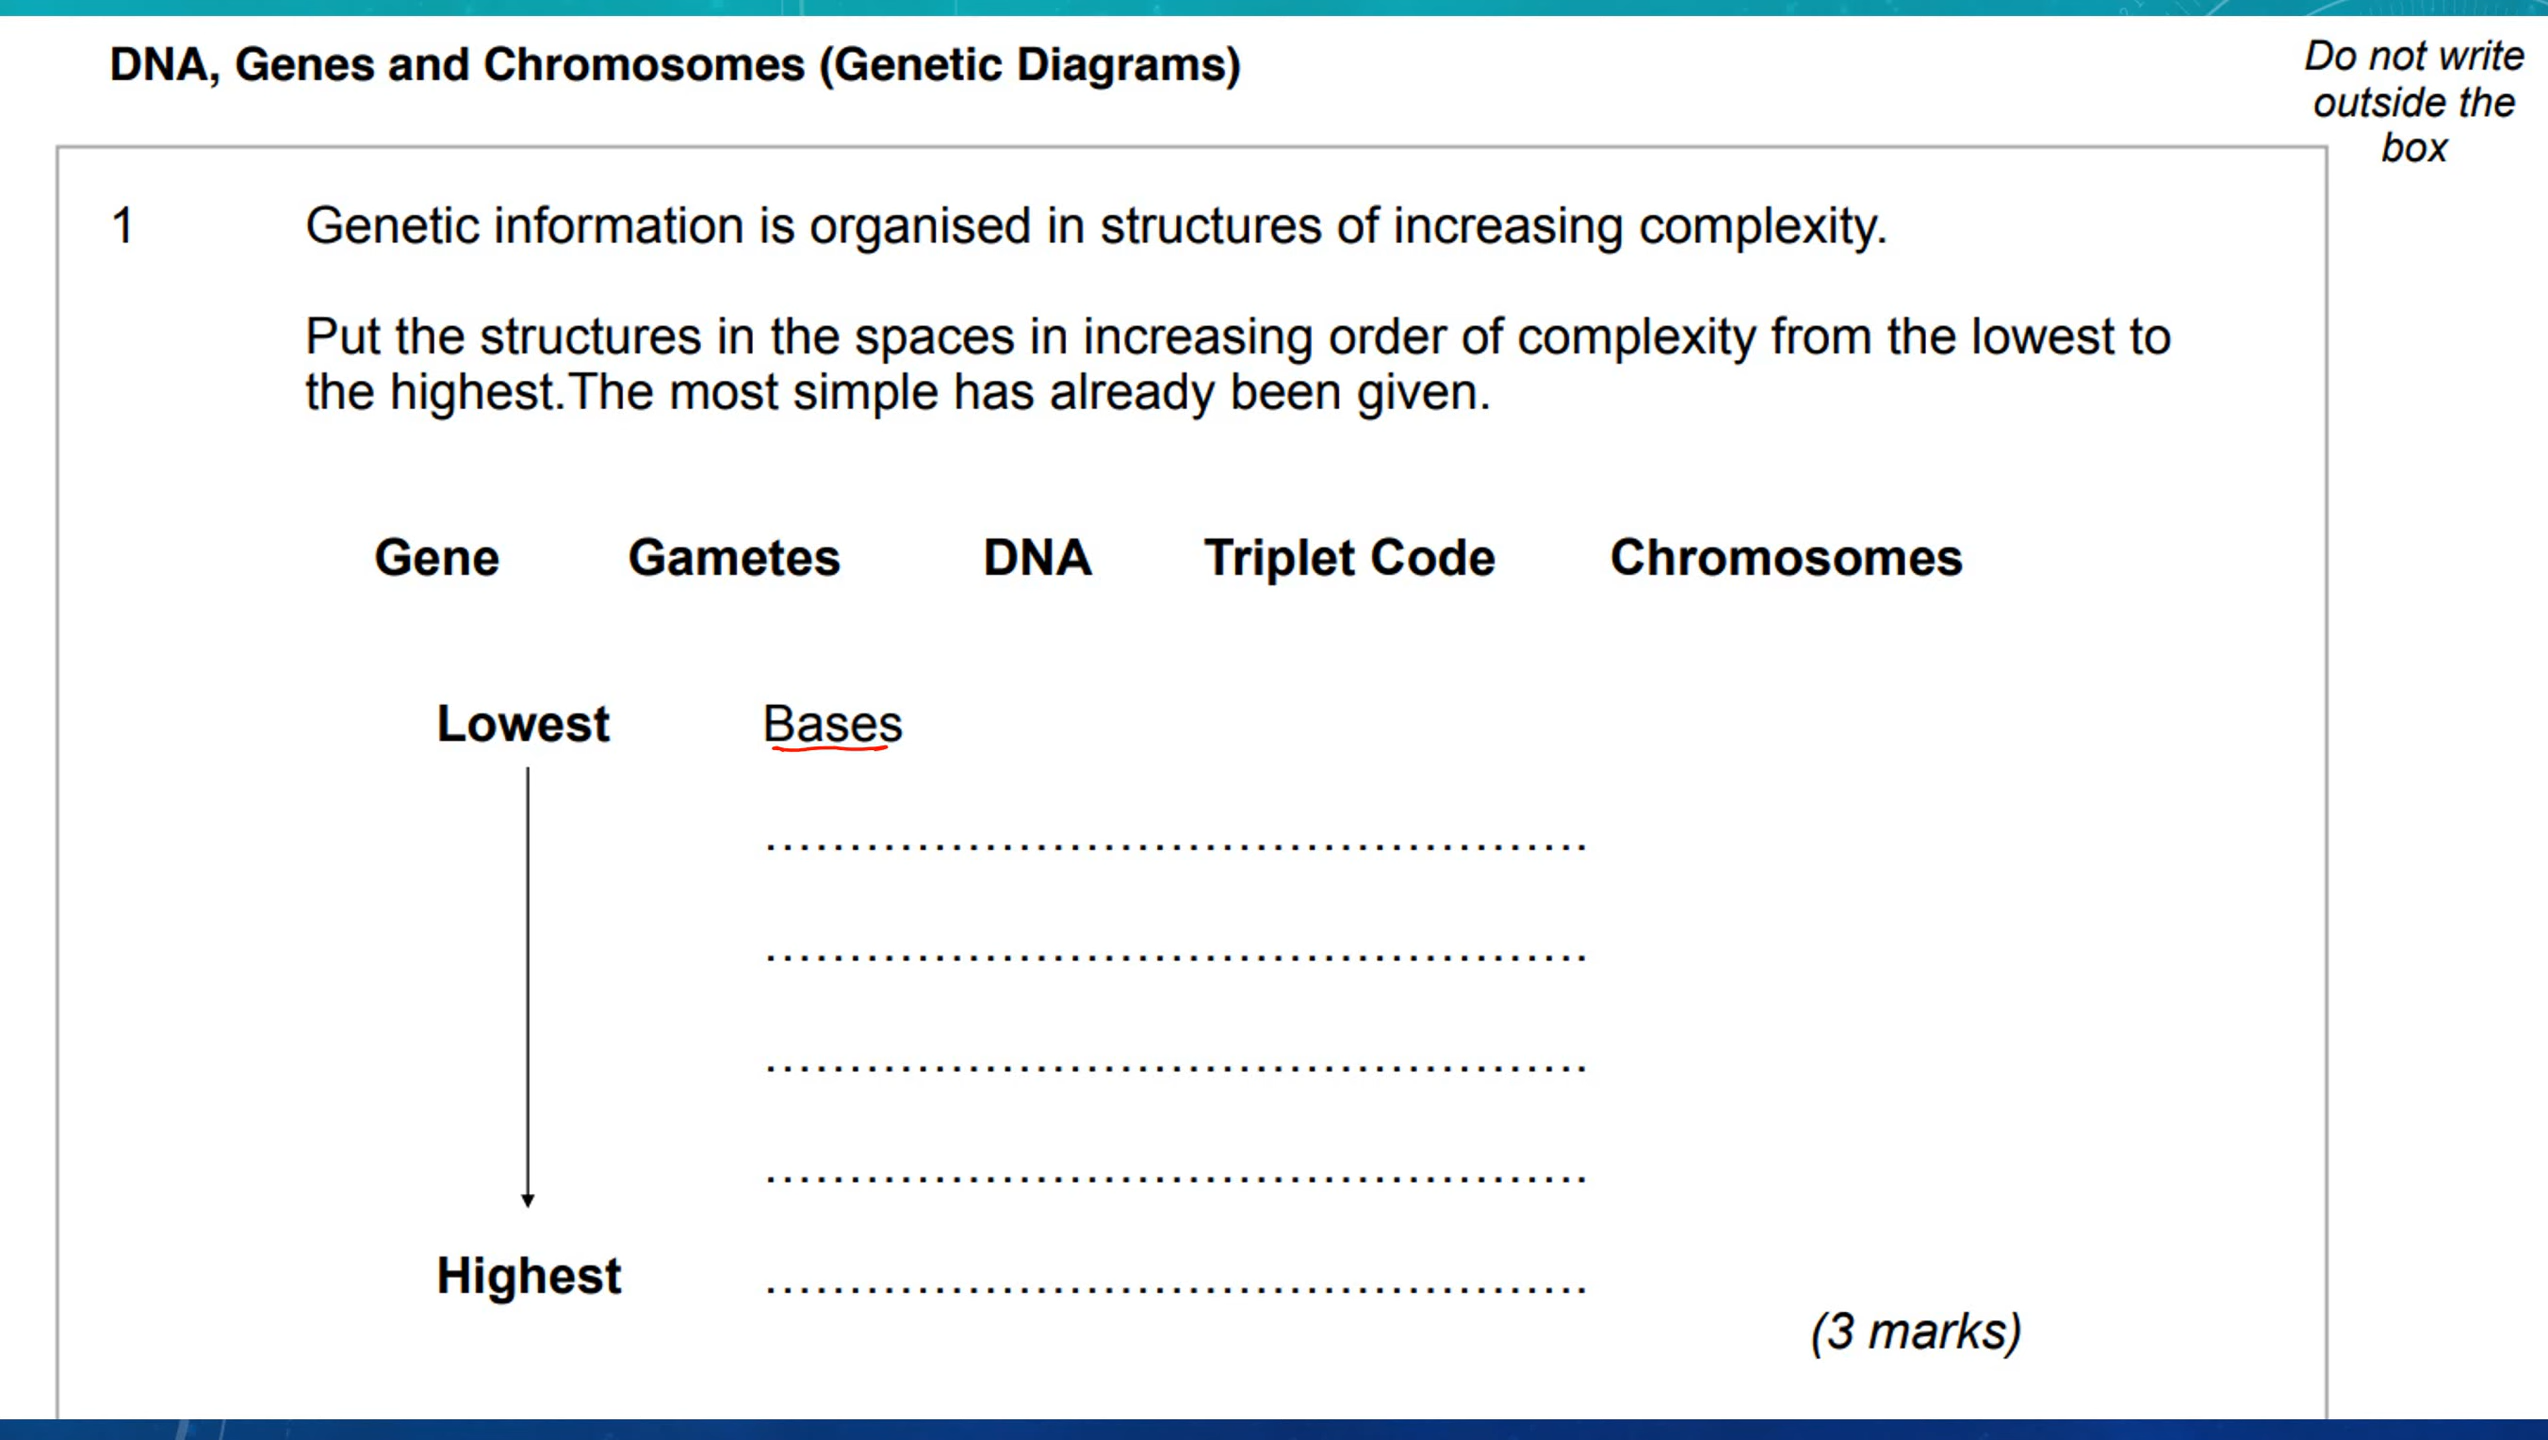 DNA, Genes and Chromosomes (Genetic Diagrams)
Do not write
outside the
box
1 Genetic information is organised in structures of increasing complexity.
Put the structures in the spaces in increasing order of complexity from the lowest to
the highest.The most simple has already been given.
Gene Gametes DNA Triplet Code Chromosomes
Lowest Bases
.................................................
.................................................
.................................................
.................................................
Highest .................................................
(3 marks)